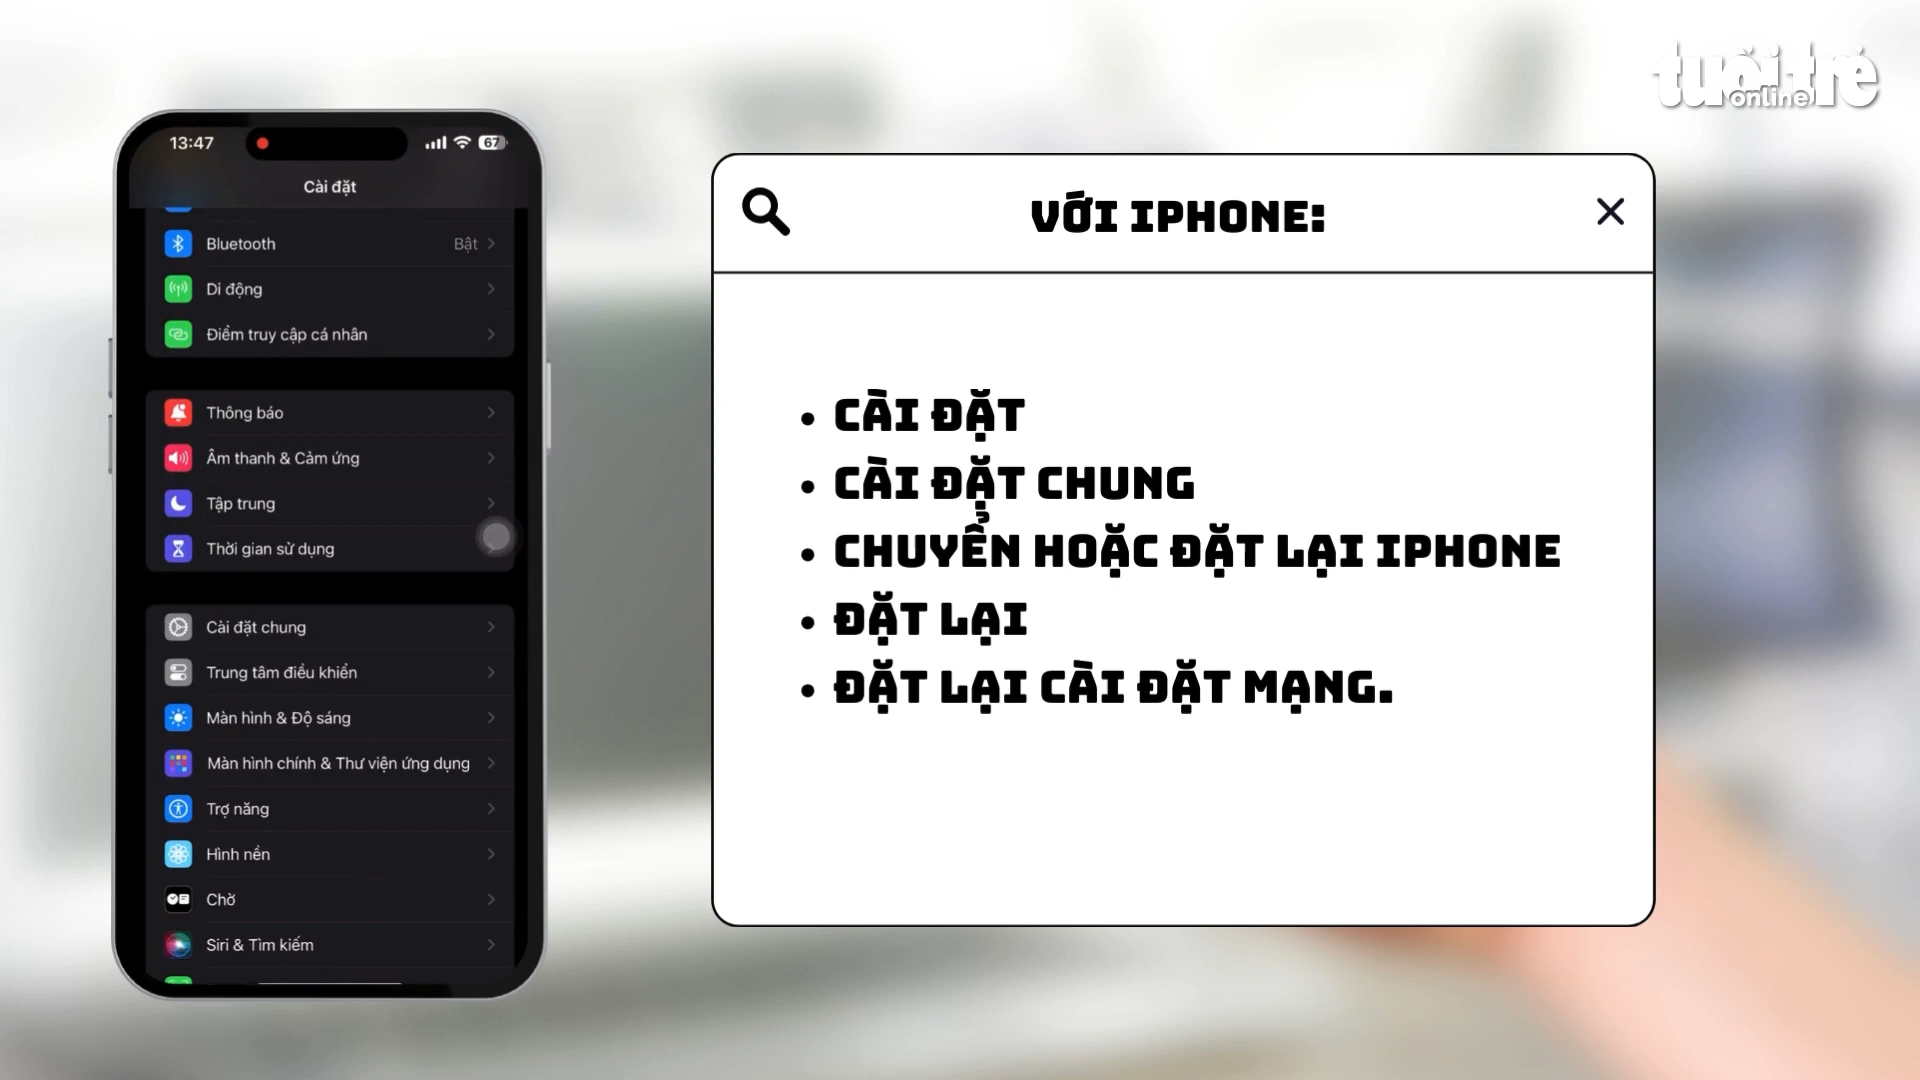 tuổi trẻ
online
13:47
67
Cài đặt
Bluetooth
Bật
Di động
Điểm truy cập cá nhân
Thông báo
Âm thanh & Cảm ứng
Tập trung
Thời gian sử dụng
Cài đặt chung
Trung tâm điều khiển
Màn hình & Độ sáng
Màn hình chính & Thư viện ứng dụng
Trợ năng
Hình nền
Chờ
Siri & Tìm kiếm
VỚI IPHONE:
• CÀI ĐẶT
• CÀI ĐẶT CHUNG
• CHUYỂN HOẶC ĐẶT LẠI IPHONE
• ĐẶT LẠI
• ĐẶT LẠI CÀI ĐẶT MẠNG.